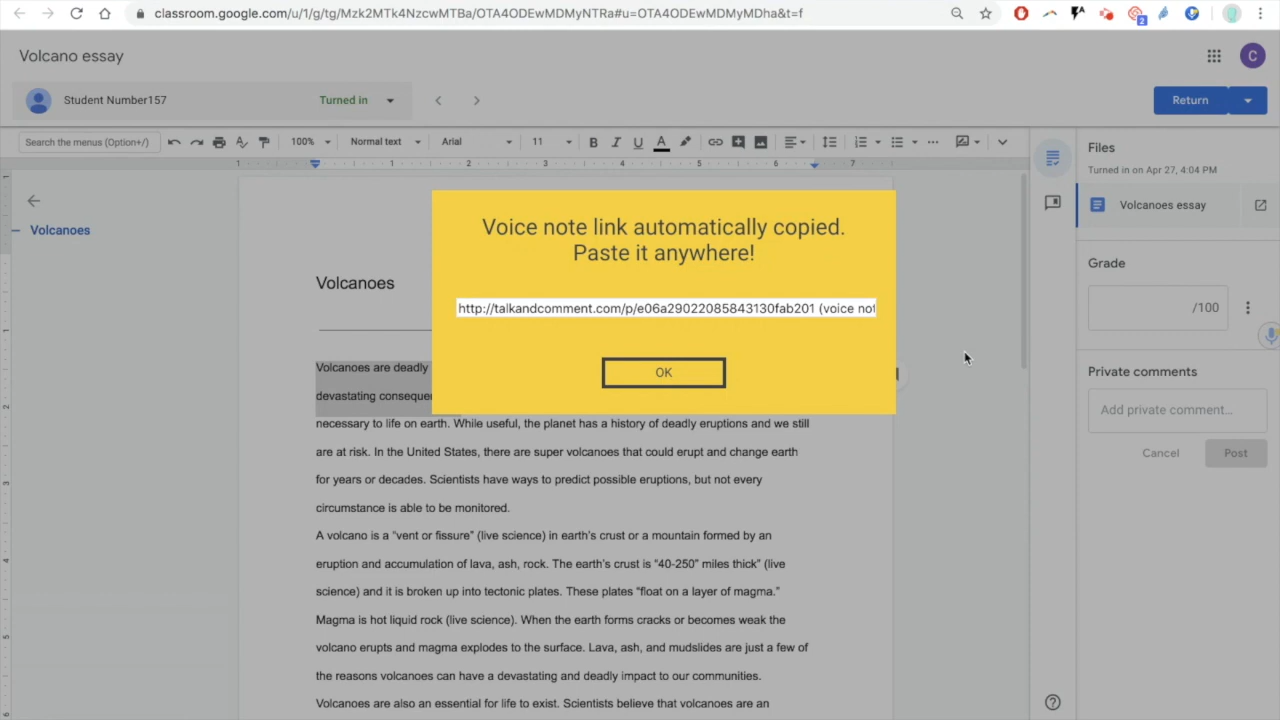 classroom.google.com/u/1/g/tg/Mzk2MTk4NzcwMTBa/OTA4ODEwMDMyNTRa#u=OTA4ODEwMDMyMDha&t=f
2
Volcano essay
C
Student Number157
Turned in
Return
Search the menus (Option+/)
100%
Normal text
Arial
11
B I U A
1 1 2 3 4 5 6 7
Files
Turned in on Apr 27, 4:04 PM
Volcanoes essay
Volcanoes
Voice note link automatically copied.
Paste it anywhere!
http://talkandcomment.com/p/e06a29022085843130fab201 (voice not
OK
Grade
/100
Private comments
Add private comment…
Cancel
Post
Volcanoes
Volcanoes are deadly
devastating consequen
necessary to life on earth. While useful, the planet has a history of deadly eruptions and we still
are at risk. In the United States, there are super volcanoes that could erupt and change earth
for years or decades. Scientists have ways to predict possible eruptions, but not every
circumstance is able to be monitored.
A volcano is a “vent or fissure” (live science) in earth’s crust or a mountain formed by an
eruption and accumulation of lava, ash, rock. The earth’s crust is “40-250” miles thick” (live
science) and it is broken up into tectonic plates. These plates “float on a layer of magma.”
Magma is hot liquid rock (live science). When the earth forms cracks or becomes weak the
volcano erupts and magma explodes to the surface. Lava, ash, and mudslides are just a few of
the reasons volcanoes can have a devastating and deadly impact to our communities.
Volcanoes are also an essential for life to exist. Scientists believe that volcanoes are an